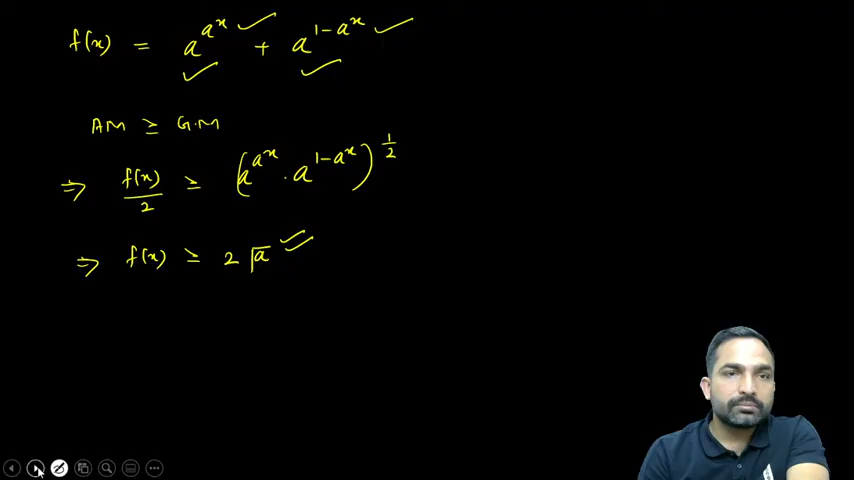 f(x) = a^{a^x} + a^{1-a^x}
AM ≥ G.M
⇒ f(x)/2 ≥ (a^{a^x} · a^{1-a^x})^{1/2}
⇒ f(x) ≥ 2√a